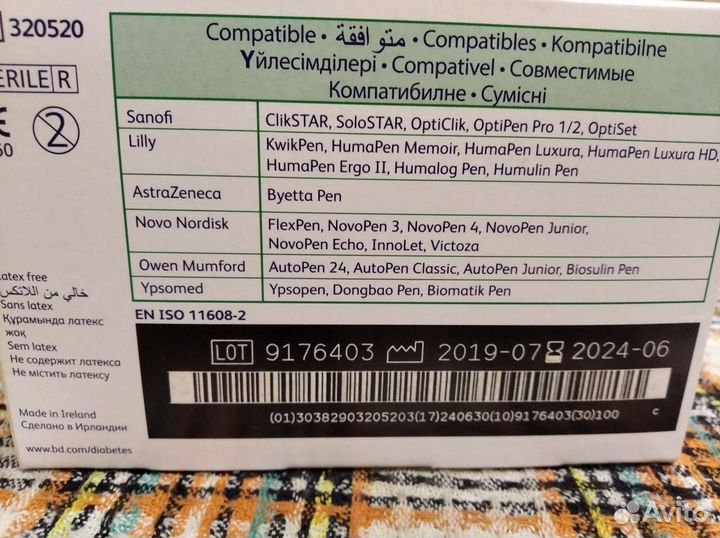 320520
Compatible • متوافقة • Compatibles • Kompatibilne
Үйлесімділері • Compativel • Совместимые
Компатибилне • Сумісні
ERILE R
Sanofi ClikSTAR, SoloSTAR, OptiClik, OptiPen Pro 1/2, OptiSet
Lilly KwikPen, HumaPen Memoir, HumaPen Luxura, HumaPen Luxura HD,
HumaPen Ergo II, Humalog Pen, Humulin Pen
AstraZeneca Byetta Pen
Novo Nordisk FlexPen, NovoPen 3, NovoPen 4, NovoPen Junior,
NovoPen Echo, InnoLet, Victoza
Owen Mumford AutoPen 24, AutoPen Classic, AutoPen Junior, Biosulin Pen
Ypsomed Ypsopen, Dongbao Pen, Biomatik Pen
EN ISO 11608-2
2
Latex free
خالي من اللاتكس
Sans latex
Құрамында латекс
жоқ
Sem latex
Не содержит латекса
Не містить латексу
Made in Ireland
Сделано в Ирландии
www.bd.com/diabetes
LOT 9176403 2019-07 2024-06
(01)30382903205203(17)240630(10)9176403(30)100
c
Avito